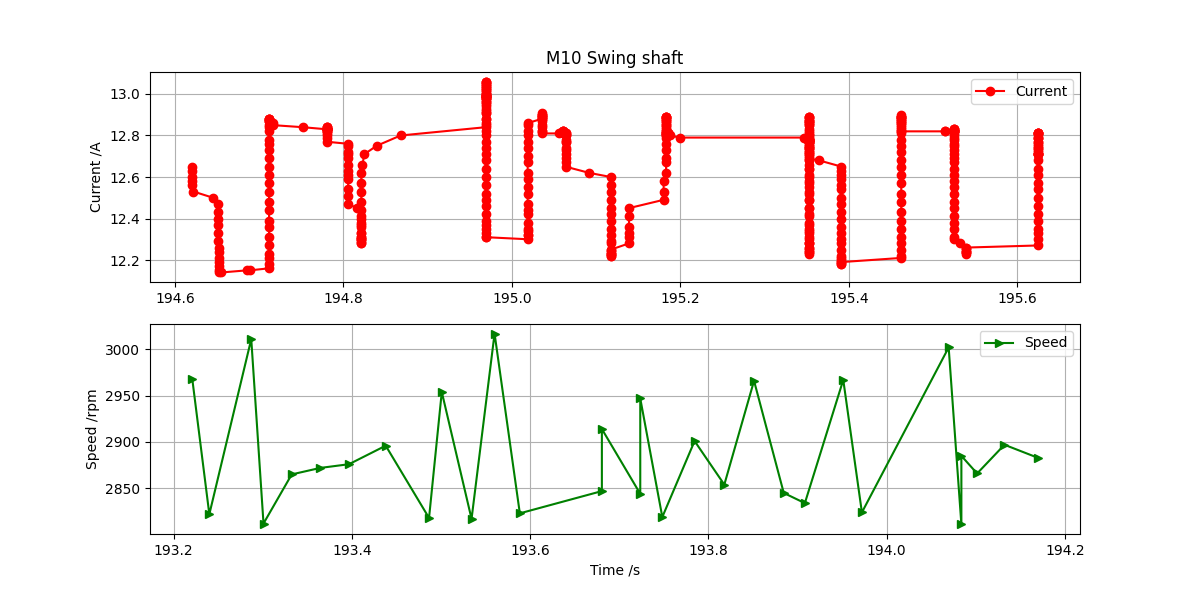 M10 Swing shaft
Current /A
13.0
12.8
12.6
12.4
12.2
Current
194.6 194.8 195.0 195.2 195.4 195.6
Speed /rpm
3000
2950
2900
2850
Speed
193.2 193.4 193.6 193.8 194.0 194.2
Time /s